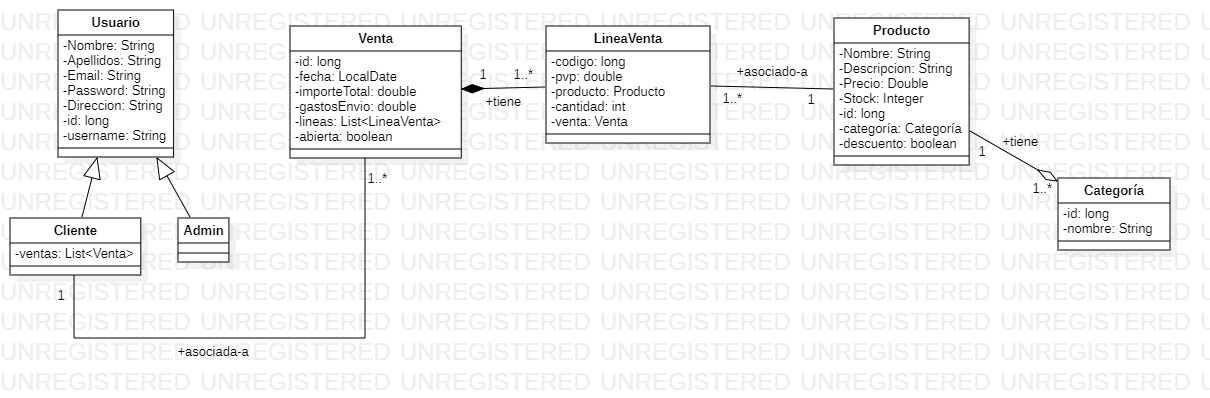 Usuario
-Nombre: String
-Apellidos: String
-Email: String
-Password: String
-Direccion: String
-id: long
-username: String
Venta
-id: long
-fecha: LocalDate
-importeTotal: double
-gastosEnvio: double
-lineas: List<LineaVenta>
-abierta: boolean
1
1..*
+tiene
LineaVenta
-codigo: long
-pvp: double
-producto: Producto
-cantidad: int
-venta: Venta
+asociado-a
1..*
1
Producto
-Nombre: String
-Descripcion: String
-Precio: Double
-Stock: Integer
-id: long
-categoría: Categoría
-descuento: boolean
+tiene
1
1..*
Categoría
-id: long
-nombre: String
Cliente
-ventas: List<Venta>
Admin
1..*
1
+asociada-a
UNREGISTERED UNREGISTERED UNREGISTERED UNREGISTERED UNREGISTERED UNREGISTERED U